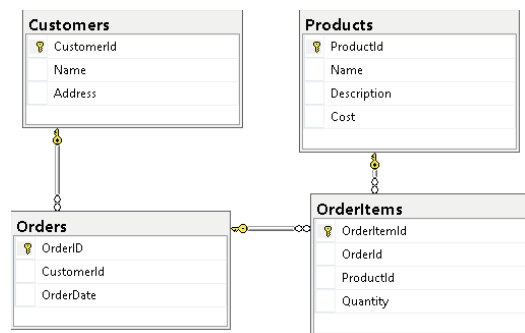 Customers
CustomerId
Name
Address
Products
ProductId
Name
Description
Cost
Orders
OrderID
CustomerId
OrderDate
OrderItems
OrderItemId
OrderId
ProductId
Quantity